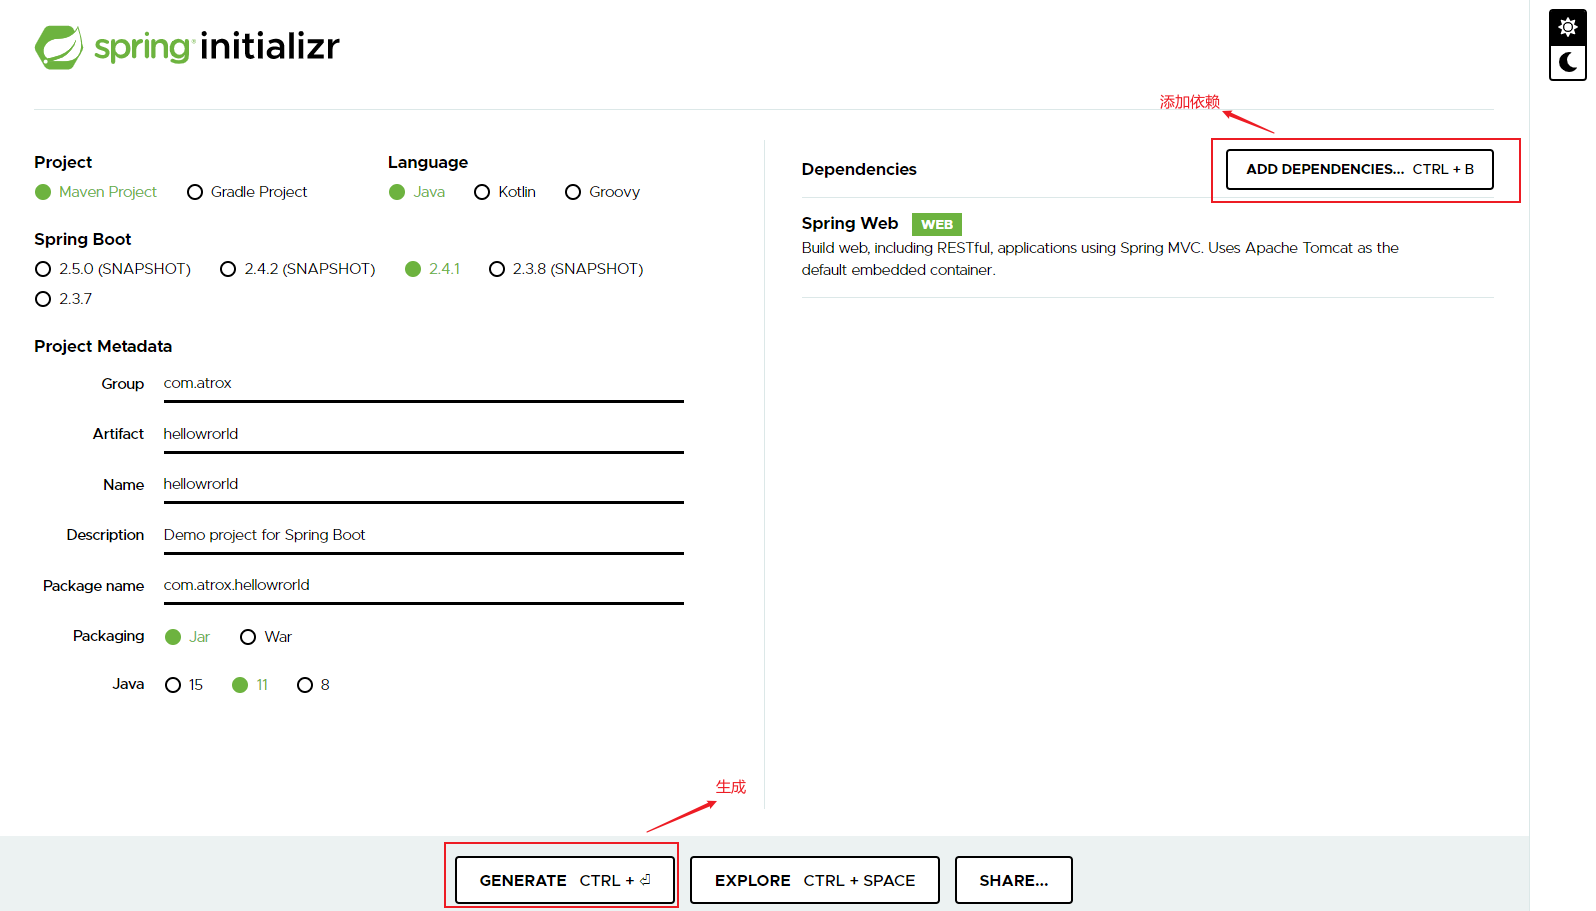 spring initializr
添加依赖
Project
Maven Project Gradle Project
Language
Java Kotlin Groovy
Spring Boot
2.5.0 (SNAPSHOT) 2.4.2 (SNAPSHOT) 2.4.1 2.3.8 (SNAPSHOT)
2.3.7
Project Metadata
Group com.atrox
Artifact hellowrorld
Name hellowrorld
Description Demo project for Spring Boot
Package name com.atrox.hellowrorld
Packaging Jar War
Java 15 11 8
Dependencies
ADD DEPENDENCIES... CTRL + B
Spring Web WEB
Build web, including RESTful, applications using Spring MVC. Uses Apache Tomcat as the
default embedded container.
生成
GENERATE CTRL + ⏎
EXPLORE CTRL + SPACE
SHARE...